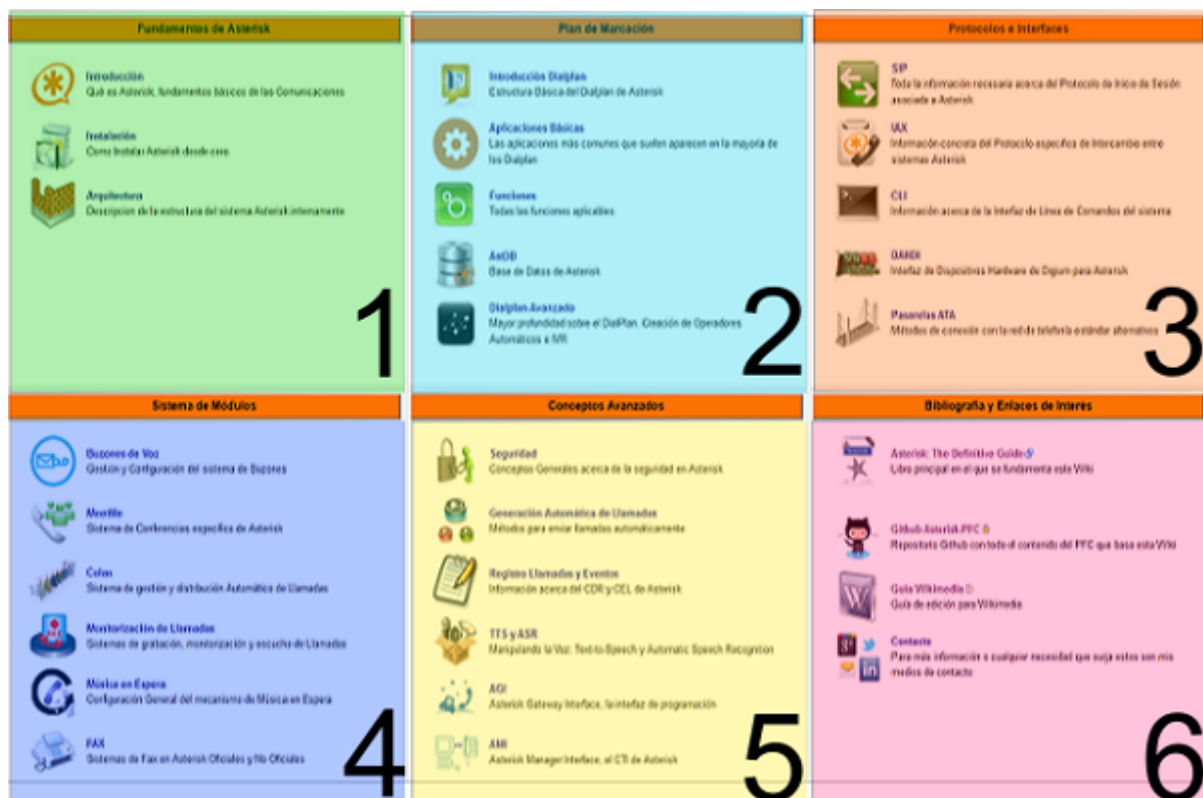 Fundamentos de Asterisk
Introducción
Qué es Asterisk, fundamentos básicos de las Comunicaciones
Instalación
Como Instalar Asterisk desde cero
Arquitectura
Descripcion de la estructura del sistema Asterisk internamente
1
Plan de Marcación
Introducción Dialplan
Estructura Básica del Dialplan de Asterisk
Aplicaciones Básicas
Las aplicaciones más comunes que suelen aparecen en la mayoría de
los Dialplan
Funciones
Todas las funciones aplicables
AstDB
Base de Datos de Asterisk
Dialplan Avanzado
Mayor profundidad sobre el DialPlan. Creación de Operadores
Automáticos e IVR
2
Protocolos e Interfaces
SIP
Toda la información necesaria acerca del Protocolo de Inicio de Sesión
asociada a Asterisk
IAX
Información concreta del Protocolo especifico de Intercambio entre
sistemas Asterisk
CLI
Información acerca de la Interfaz de Linea de Comandos del sistema
DAHDI
Interfaz de Dispositivos Hardware de Digium para Asterisk
Pasarelas ATA
Métodos de conexión con la red de telefonía estándar alternativos
3
Sistema de Módulos
Buzones de Voz
Gestión y Configuración del sistema de Buzones
MeetMe
Sistema de Conferencias especifico de Asterisk
Colas
Sistema de gestión y distribución Automático de Llamadas
Monitorización de Llamadas
Sistemas de grabación, monitorización y escucha de Llamadas
Música en Espera
Configuración General del mecanismo de Música en Espera
FAX
Sistemas de Fax en Asterisk Oficiales y No Oficiales
4
Conceptos Avanzados
Seguridad
Conceptos Generales acerca de la seguridad en Asterisk
Generación Automática de Llamadas
Métodos para enviar llamadas automáticamente
Registro Llamadas y Eventos
Información acerca del CDR y CEL de Asterisk
TTS y ASR
Manipulando la Voz: Text-to-Speech y Automatic Speech Recognition
AGI
Asterisk Gateway Interface, la interfaz de programación
AMI
Asterisk Manager Interface, el CTI de Asterisk
5
Bibliografía y Enlaces de Interés
Asterisk: The Definitive Guide
Libro principal en el que se fundamenta este Wiki
Github Asterisk PFC
Repositorio Github con todo el contenido del PFC que basa esta Wiki
W
Guía Wikimedia
Guía de edición para Wikimedia
in
Contacto
Para más información o cualquier necesidad que surja estos son mis
medios de contacto
6